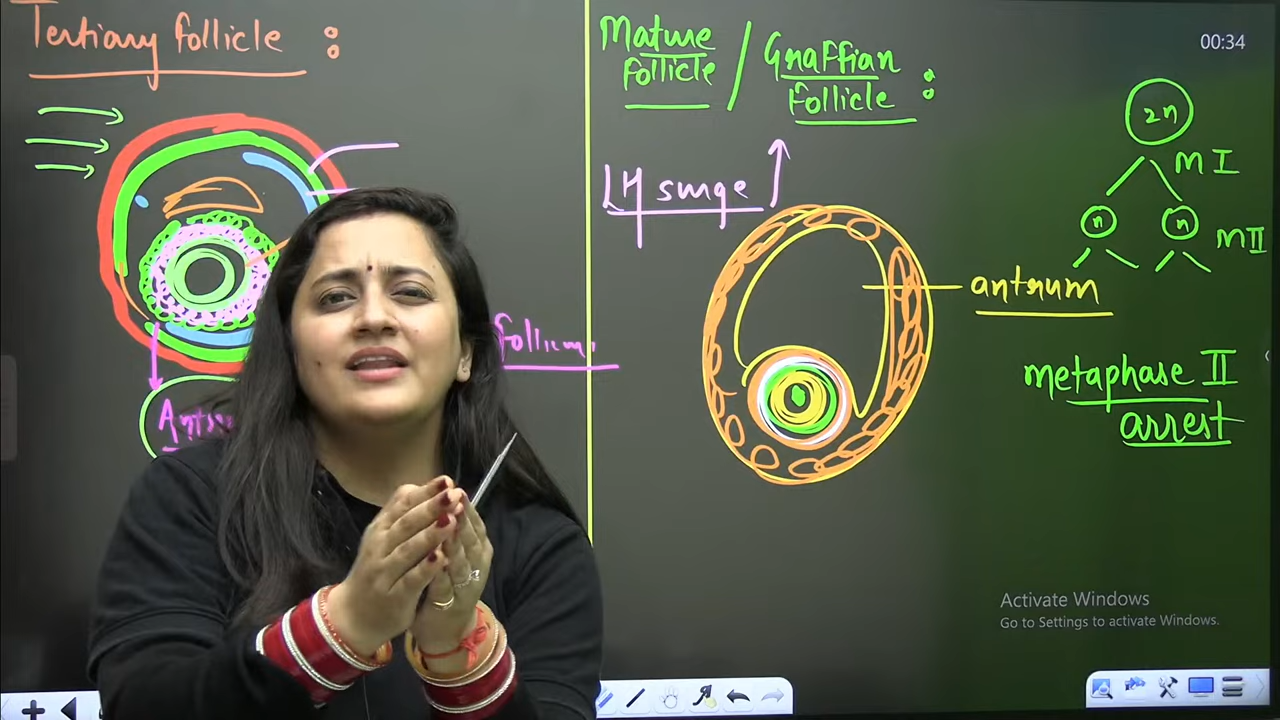 Tertiary follicle :
Mature
follicle / Graffian
follicle :
00:34
LH surge
2n
M I
n n
M II
antrum
metaphase II
arrest
Activate Windows
Go to Settings to activate Windows.